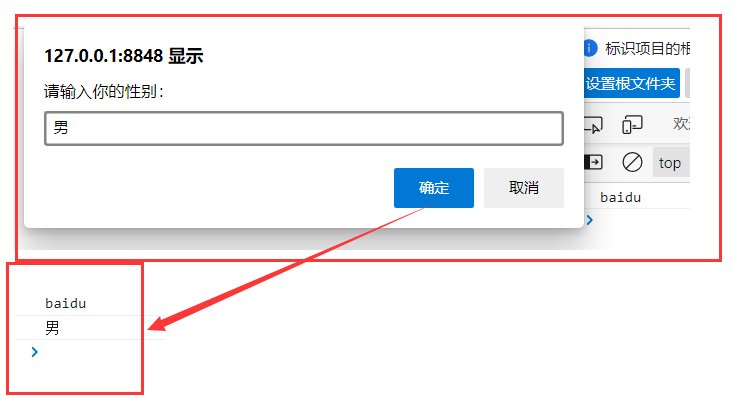 127.0.0.1:8848 显示
请输入你的性别：
男
确定
取消
标识项目的根
设置根文件夹
欢
top
baidu
baidu
男